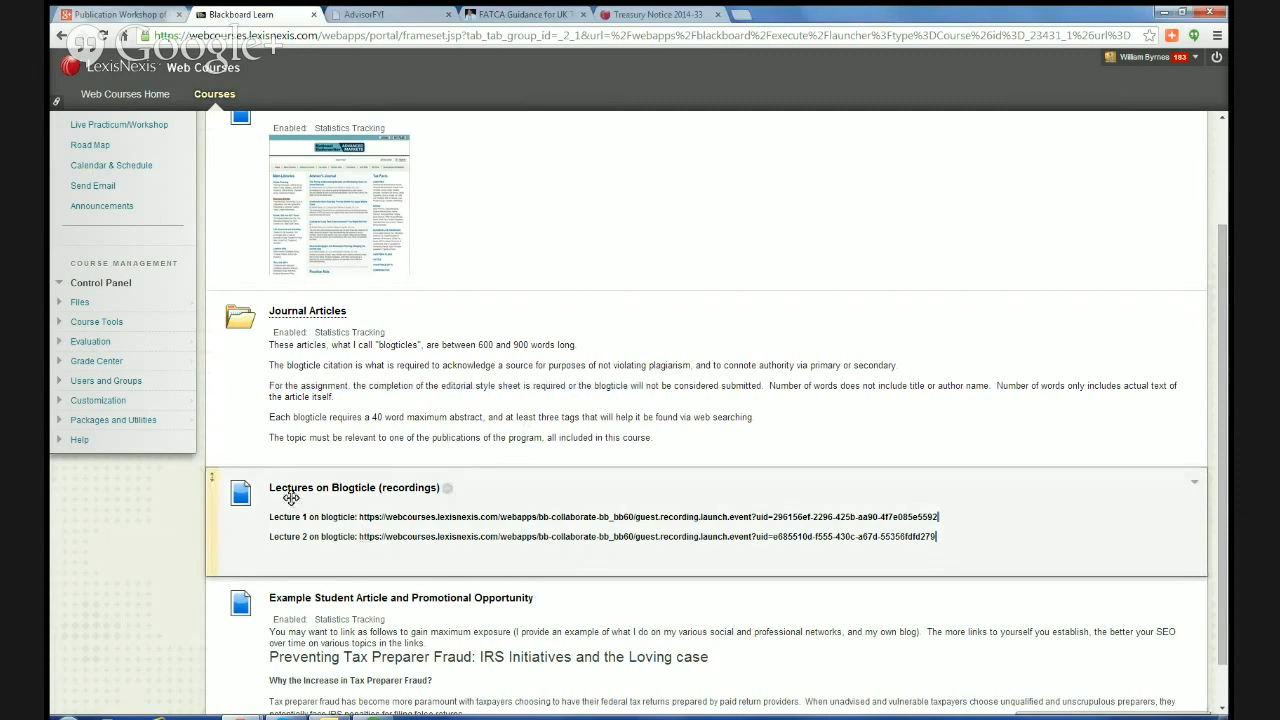 Publication Workshop of
Blackboard Learn
AdvisorFYI
FATCA Guidance for UK T
Treasury Notice 2014-33
https://webcourses.lexisnexis.com/webapps/portal/frameset.jsp?tab_tab_group_id=_2_1&url=%2Fwebapps%2Fblackboard%2Fexecute%2Flauncher%3Ftype%3DCourse%26id%3D_23431_1%26url%3D
Google+
LexisNexis Web Courses
William Byrnes 183
Web Courses Home
Courses
Live Practicum/Workshop
Road Map
Calendar & Schedule
Send Email
Announcements
COURSE MANAGEMENT
Control Panel
Files
Course Tools
Evaluation
Grade Center
Users and Groups
Customization
Packages and Utilities
Help
Enabled: Statistics Tracking
Journal Articles
Enabled: Statistics Tracking
These articles, what I call "blogticles", are between 600 and 900 words long.
The blogticle citation is what is required to acknowledge a source for purposes of not violating plagiarism, and to connote authority via primary or secondary.
For the assignment, the completion of the editorial style sheet is required or the blogticle will not be considered submitted. Number of words does not include title or author name. Number of words only includes actual text of
the article itself.
Each blogticle requires a 40 word maximum abstract, and at least three tags that will help it be found via web searching.
The topic must be relevant to one of the publications of the program, all included in this course.
Lectures on Blogticle (recordings)
Lecture 1 on blogticle: https://webcourses.lexisnexis.com/webapps/bb-collaborate-bb_bb60/guest.recording.launch.event?uid=296156ef-2296-425b-aa90-4f7e085e5592
Lecture 2 on blogticle: https://webcourses.lexisnexis.com/webapps/bb-collaborate-bb_bb60/guest.recording.launch.event?uid=e685510d-f555-430c-a67d-55356fdfd279
Example Student Article and Promotional Opportunity
Enabled: Statistics Tracking
You may want to link as follows to gain maximum exposure (I provide an example of what I do on my various social and professional networks, and my own blog). The more links to yourself you establish, the better your SEO
over time on various topics in the links.
Preventing Tax Preparer Fraud: IRS Initiatives and the Loving case
Why the Increase in Tax Preparer Fraud?
Tax preparer fraud has become more paramount with taxpayers choosing to have their federal tax returns prepared by paid return providers. When unadvised and vulnerable taxpayers choose unqualified and unscrupulous preparers, they